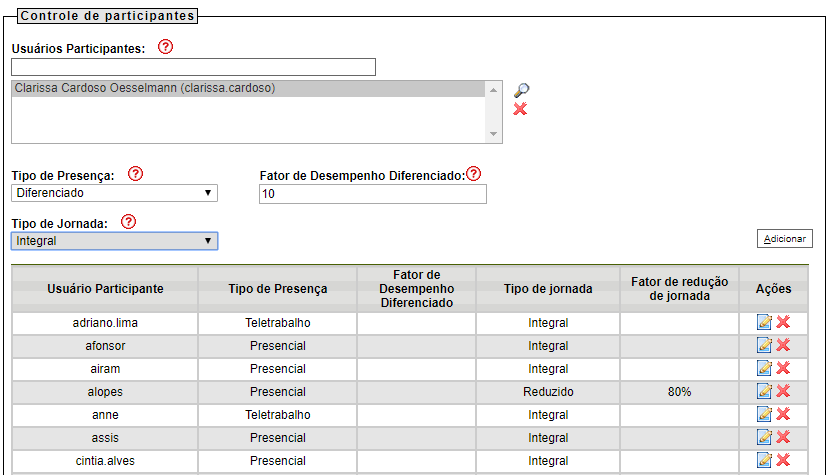 Controle de participantes
Usuários Participantes: ?
Clarissa Cardoso Oesselmann (clarissa.cardoso)
Tipo de Presença: ? Fator de Desempenho Diferenciado: ?
Diferenciado 10
Tipo de Jornada: ?
Integral Adicionar
Usuário Participante Tipo de Presença Fator de Desempenho Diferenciado Tipo de jornada Fator de redução de jornada Ações
adriano.lima Teletrabalho Integral
afonsor Presencial Integral
airam Presencial Integral
alopes Presencial Reduzido 80%
anne Teletrabalho Integral
assis Presencial Integral
cintia.alves Presencial Integral